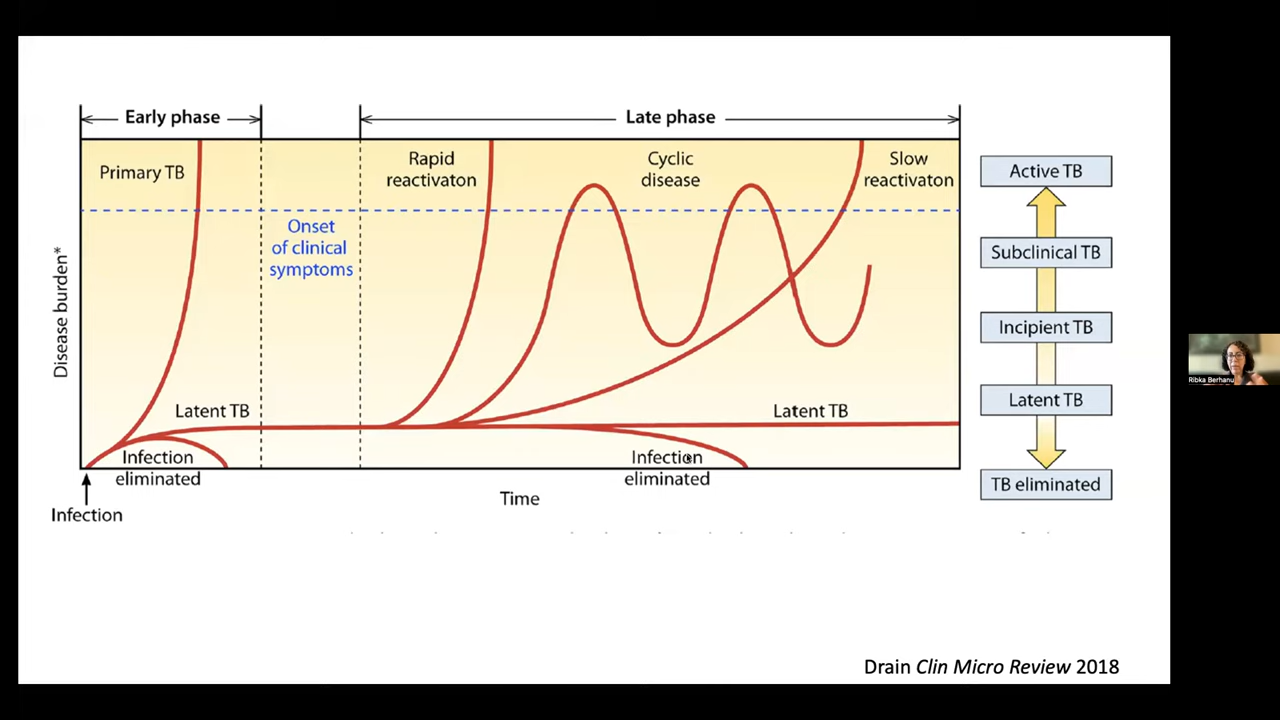 Early phase
Late phase
Primary TB
Rapid
reactivaton
Cyclic
disease
Slow
reactivaton
Onset
of clinical
symptoms
Disease burden*
Latent TB
Latent TB
Infection
eliminated
Infection
eliminated
Time
Infection
Active TB
Subclinical TB
Incipient TB
Latent TB
TB eliminated
Ribka Berhanu
Drain Clin Micro Review 2018